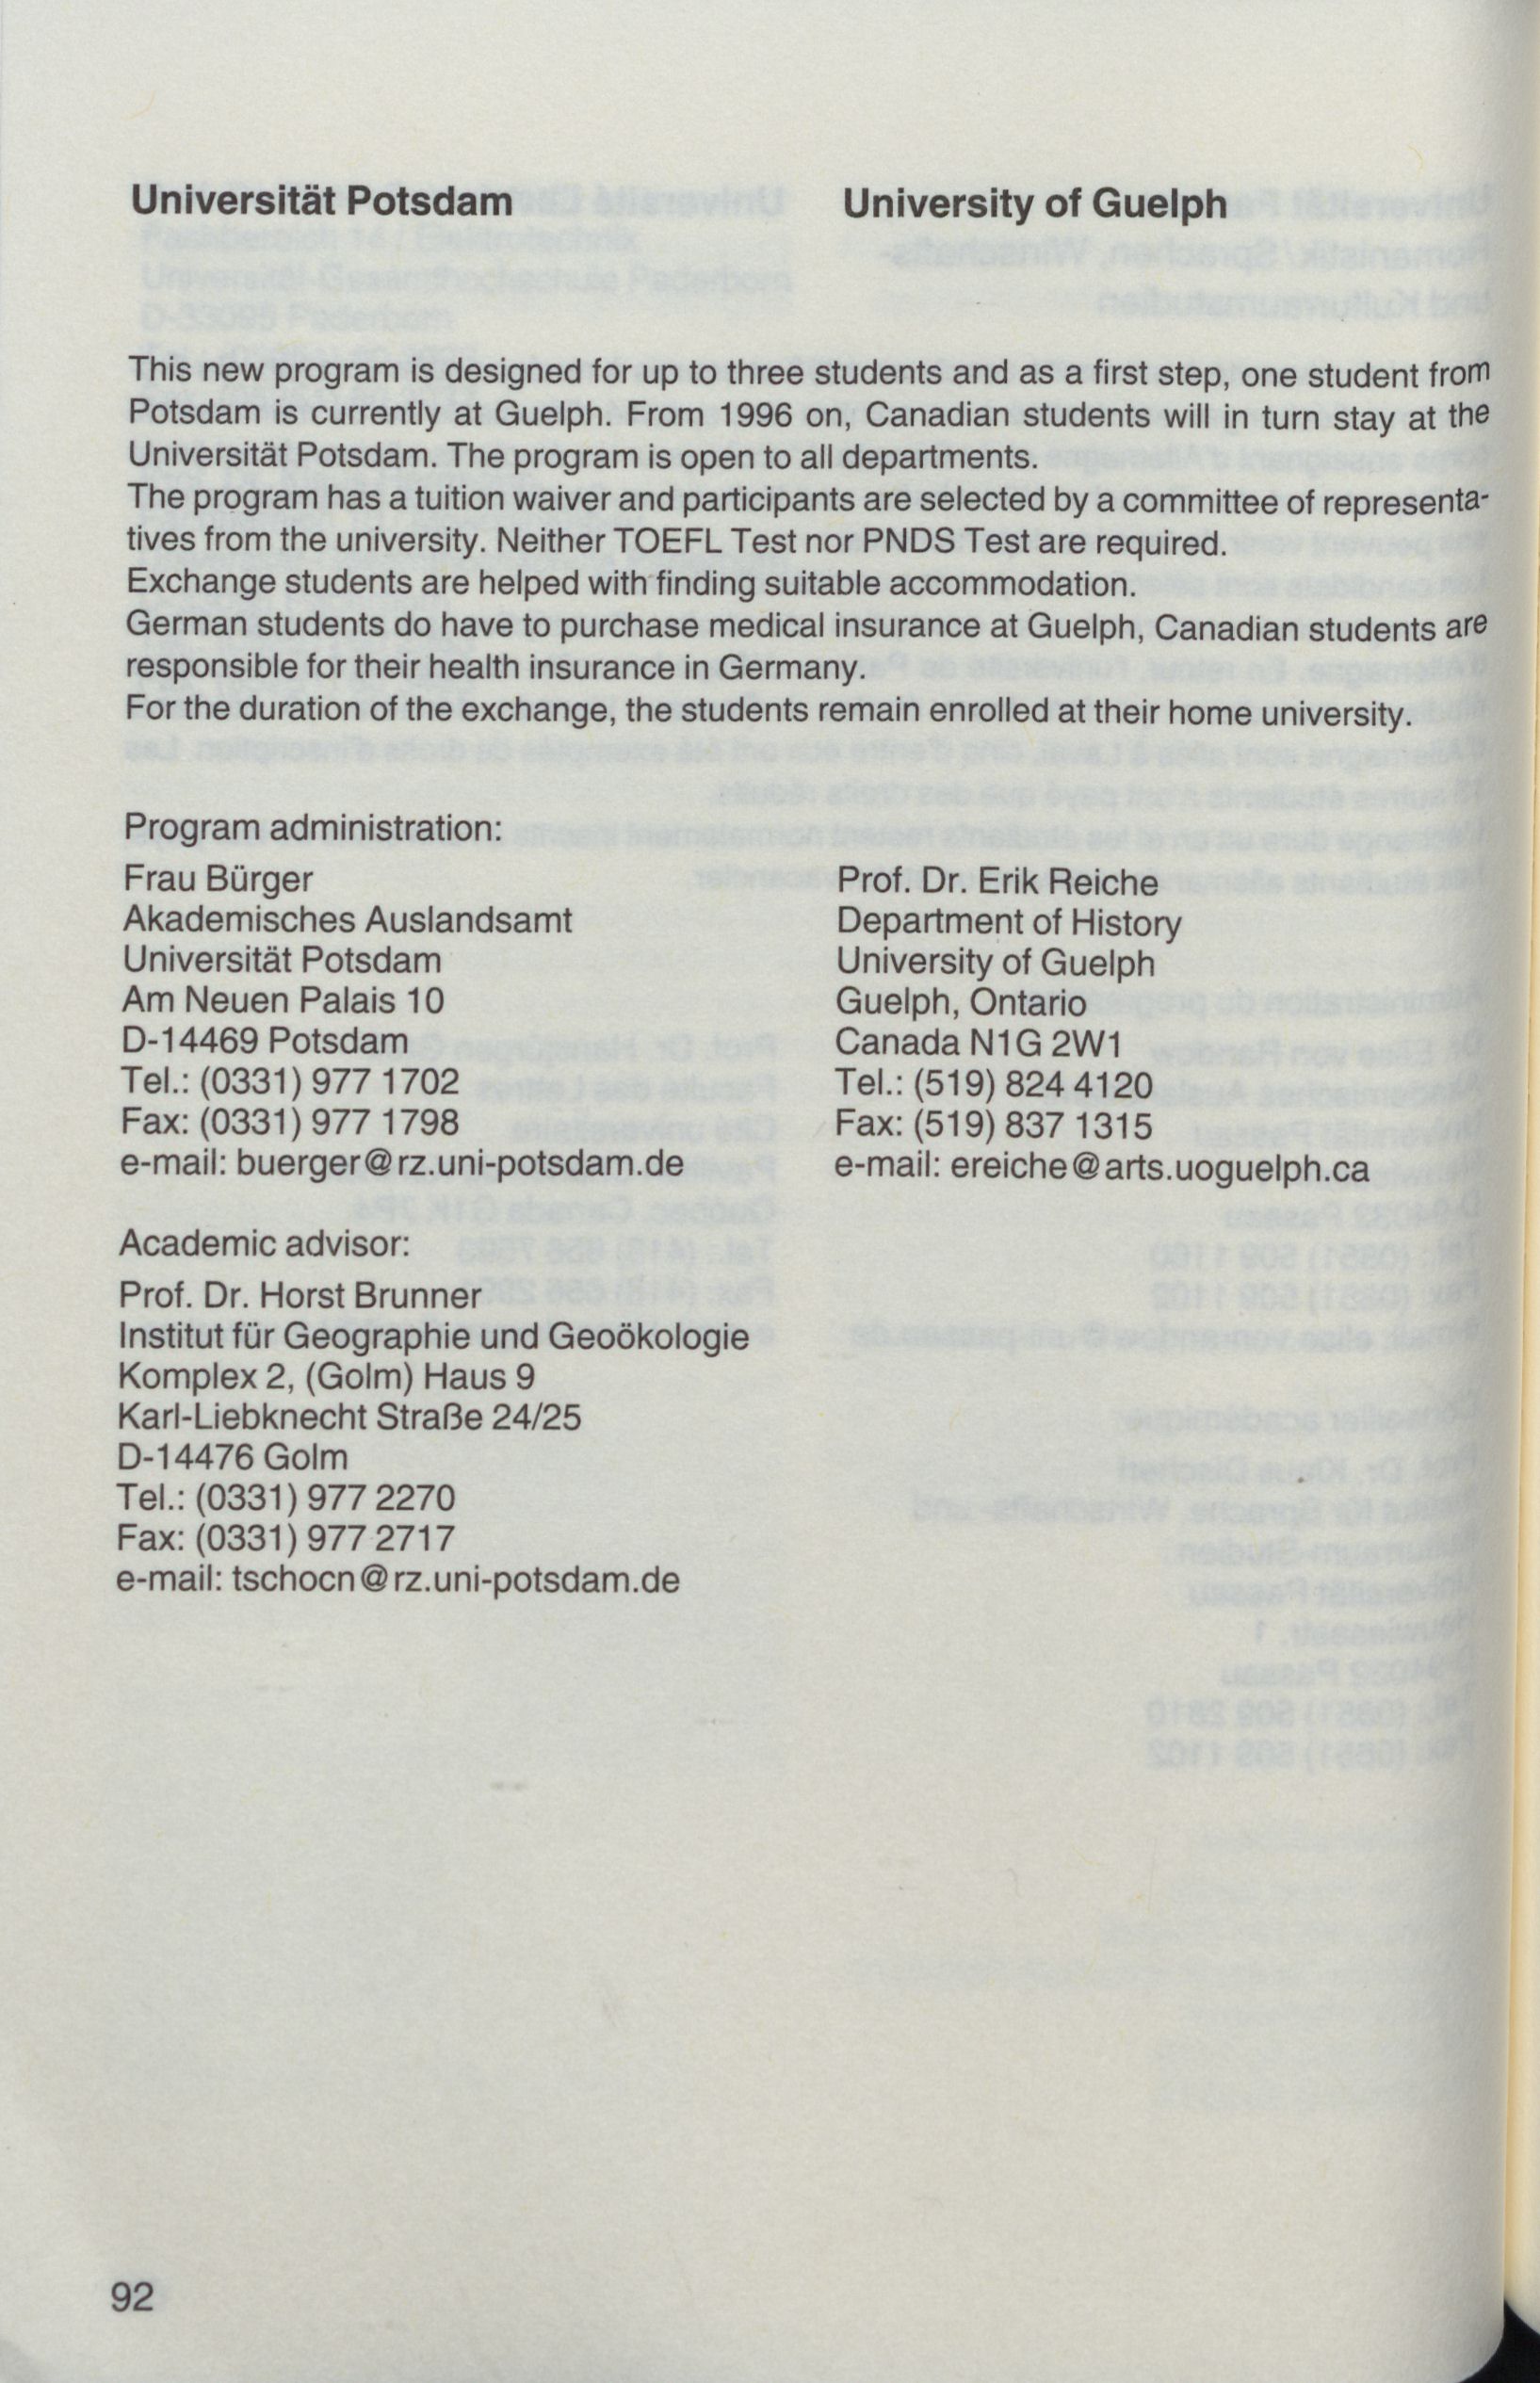 Universität Potsdam
University of Guelph
This new program is designed for up to three students and as a first step, one student from
Potsdam is currently at Guelph. From 1996 on, Canadian students will in turn stay at the
Universität Potsdam. The program is open to all departments.
The program has a tuition waiver and participants are selected by a committee of representa-
tives from the university. Neither TOEFL Test nor PNDS Test are required.
Exchange students are helped with finding suitable accommodation.
German students do have to purchase medical insurance at Guelph, Canadian students are
responsible for their health insurance in Germany.
For the duration of the exchange, the students remain enrolled at their home university.
Program administration:
Frau Bürger
Akademisches Auslandsamt
Universität Potsdam
Am Neuen Palais 10
D-14469 Potsdam
Tel.: (0331) 977 1702
Fax: (0331) 977 1798
e-mail: buerger@rz.uni-potsdam.de
Prof. Dr. Erik Reiche
Department of History
University of Guelph
Guelph, Ontario
Canada N1G 2W1
Tel.: (519) 824 4120
Fax: (519) 837 1315
e-mail: ereiche@arts.uoguelph.ca
Academic advisor:
Prof. Dr. Horst Brunner
Institut für Geographie und Geoökologie
Komplex 2, (Golm) Haus 9
Karl-Liebknecht Straße 24/25
D-14476 Golm
Tel.: (0331) 977 2270
Fax: (0331) 977 2717
e-mail: tschocn@rz.uni-potsdam.de
92